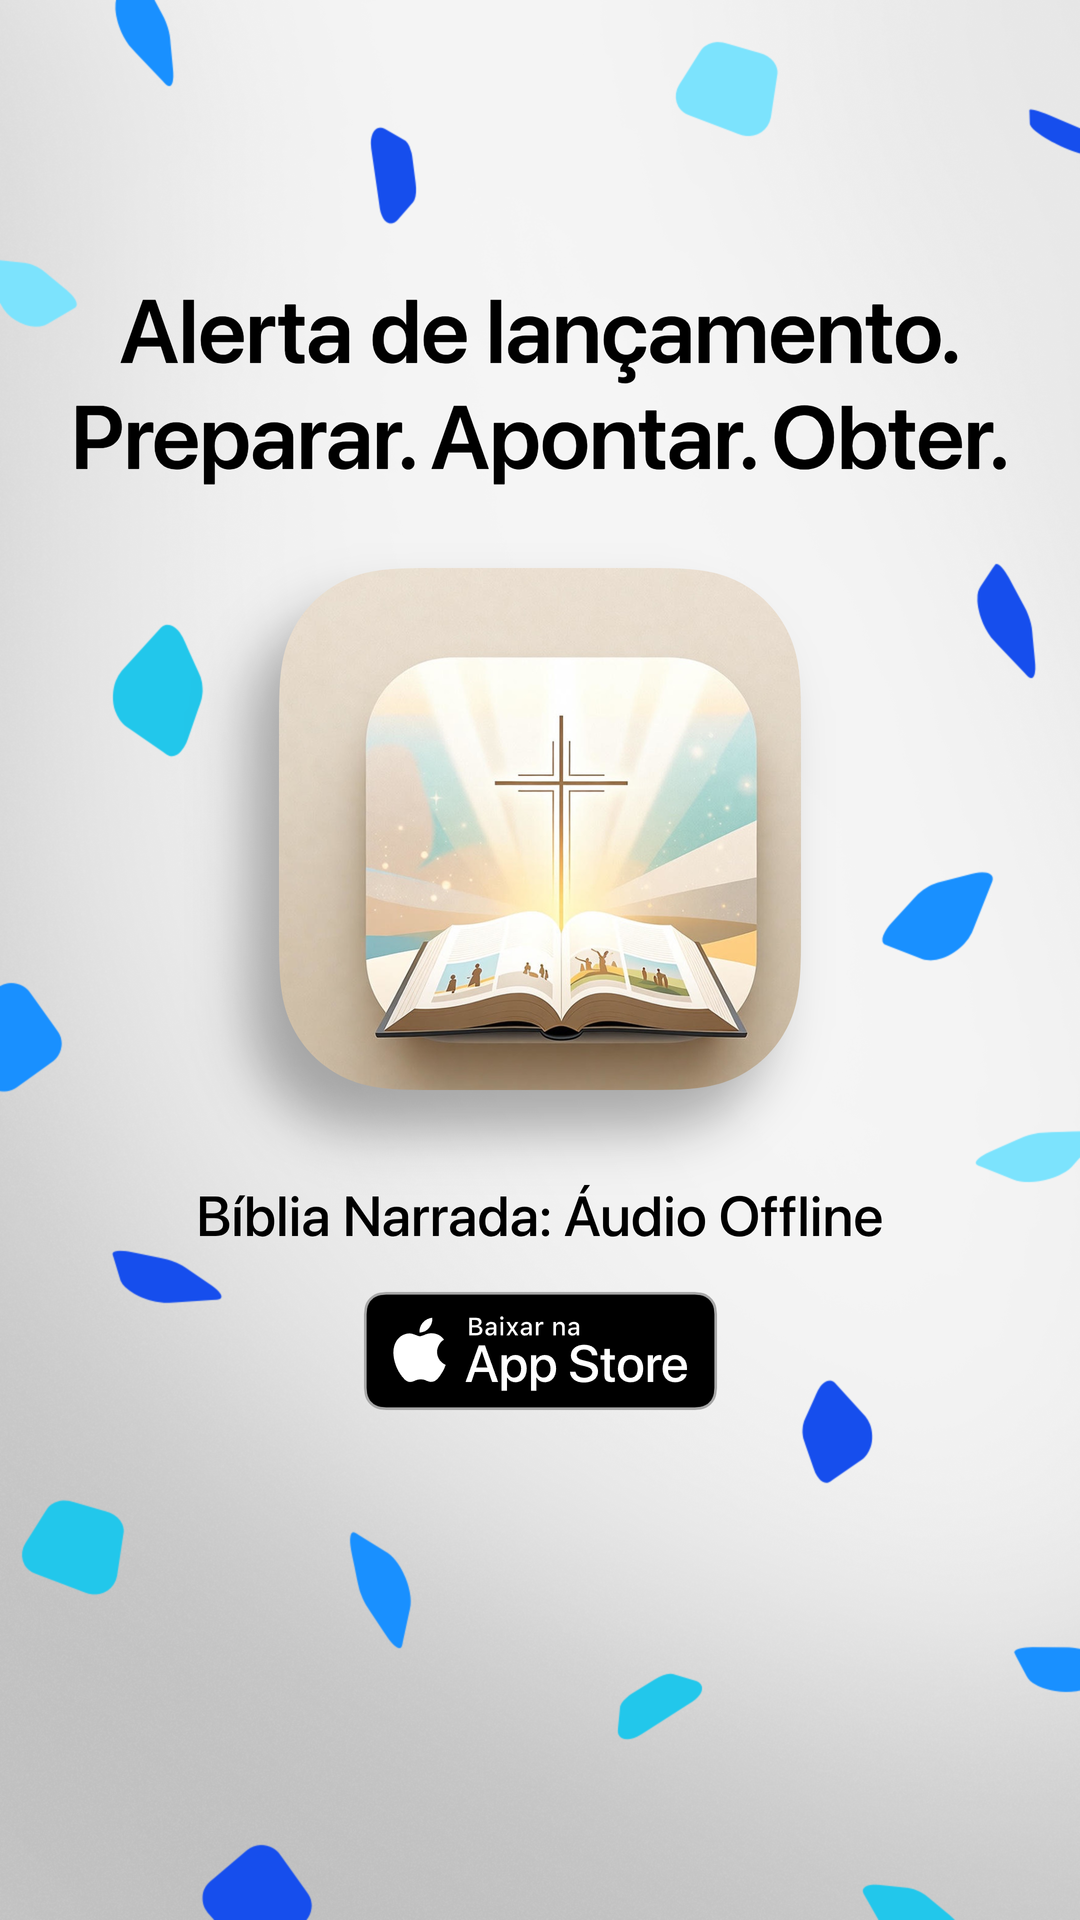 Alerta de lançamento.
Preparar. Apontar. Obter.
Bíblia Narrada: Áudio Offline
Baixar na
App Store